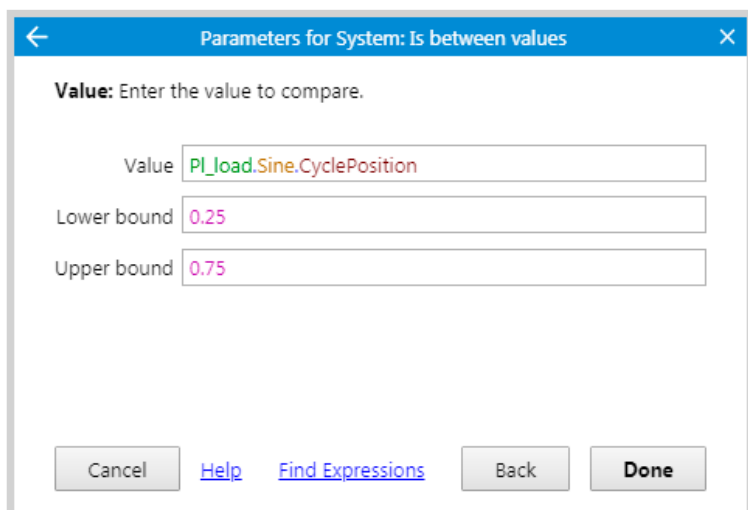 Parameters for System: Is between values
Value: Enter the value to compare.
Value Pl_load.Sine.CyclePosition
Lower bound 0.25
Upper bound 0.75
Cancel Help Find Expressions Back Done